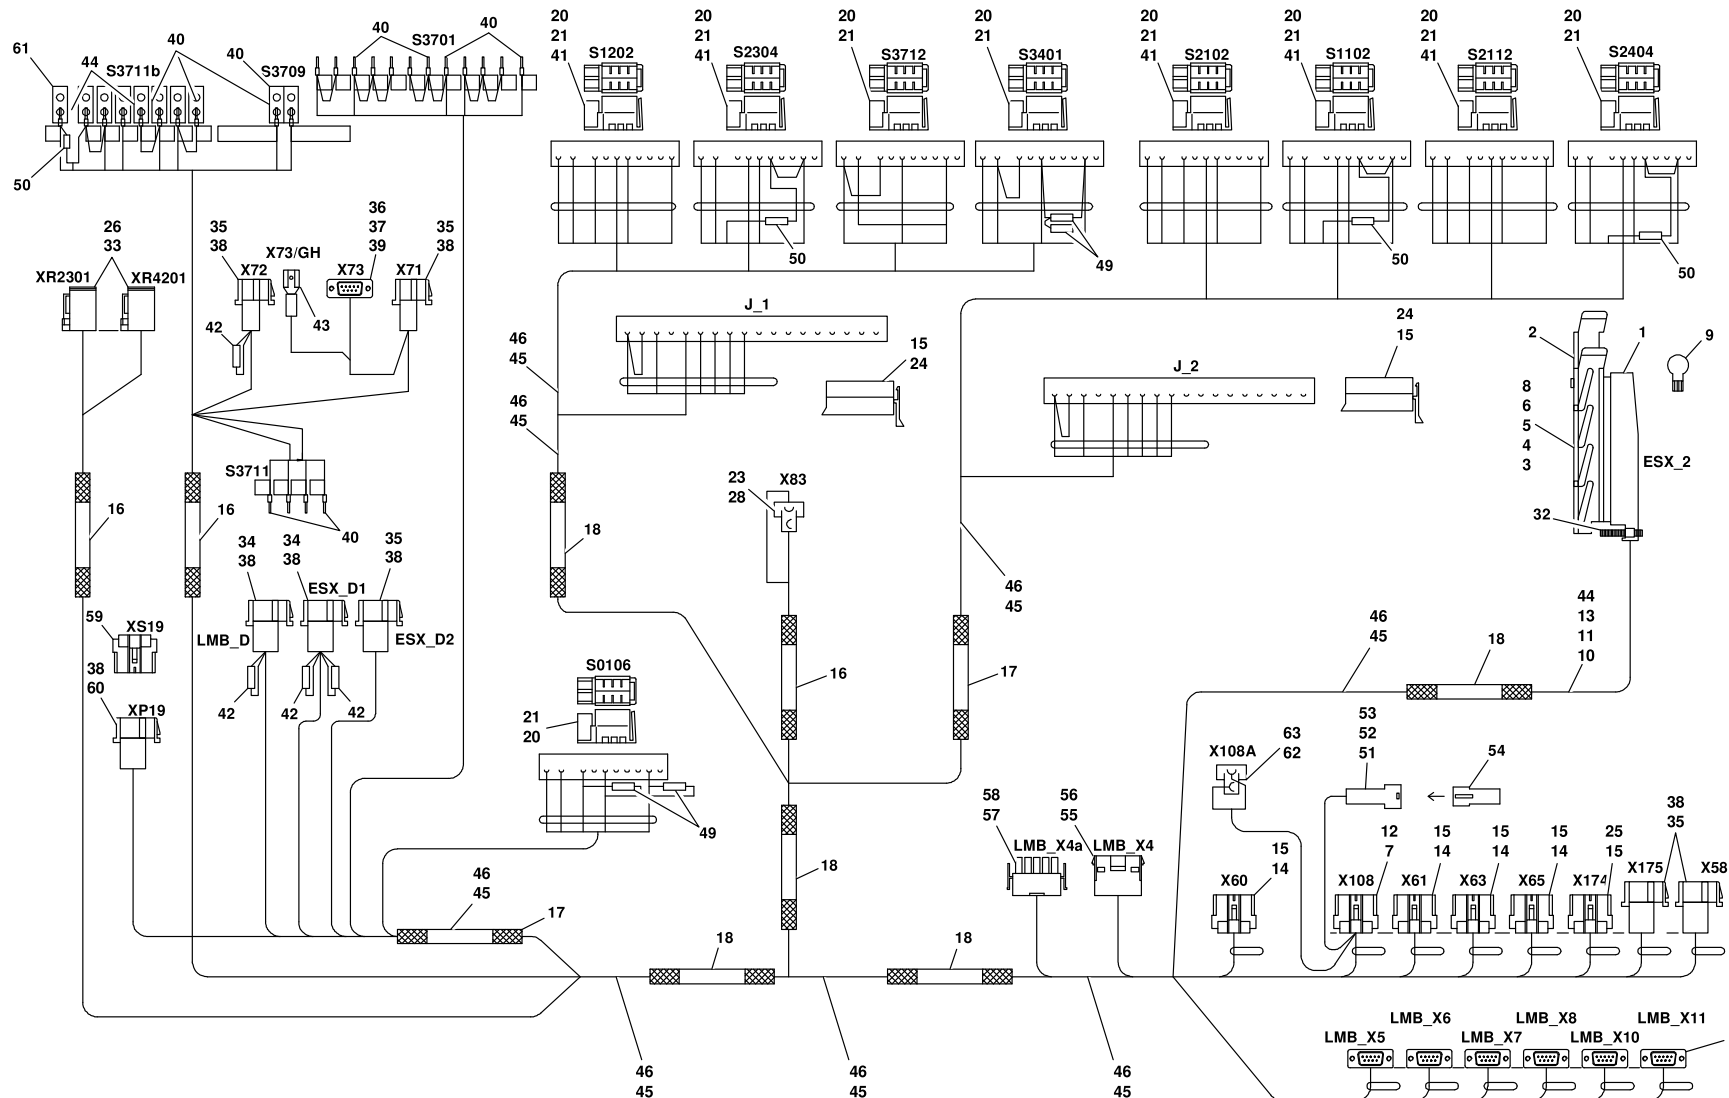 20
21
41
S1202
20
21
41
S2304
20
21
S3712
20
21
S3401
20
21
41
S2102
20
21
41
S1102
20
21
41
S2112
20
21
S2404
61
44
S3711b
40
40
S3709
40
S3701
40
50
50
49
50
50
26
33
XR2301
XR4201
35
38
X72
X73/GH
36
37
39
X73
35
38
X71
42
43
J_1
46
45
15
24
46
45
24
15
J_2
2
1
9
8
6
5
4
3
ESX_2
32
S3711
16
16
40
18
23
28
X83
34
38
34
38
35
38
ESX_D1
LMB_D
ESX_D2
59
XS19
38
60
XP19
42
42
42
S0106
21
20
49
16
17
46
45
46
45
18
44
13
11
10
X108A
63
62
53
52
51
54
58
57
LMB_X4a
56
55
LMB_X4
18
15
14
X60
12
7
X108
15
14
X61
15
14
X63
15
14
X65
25
15
X174
38
35
X175
X58
46
45
17
18
18
46
45
46
45
46
45
LMB_X5
LMB_X6
LMB_X7
LMB_X8
LMB_X10
LMB_X11